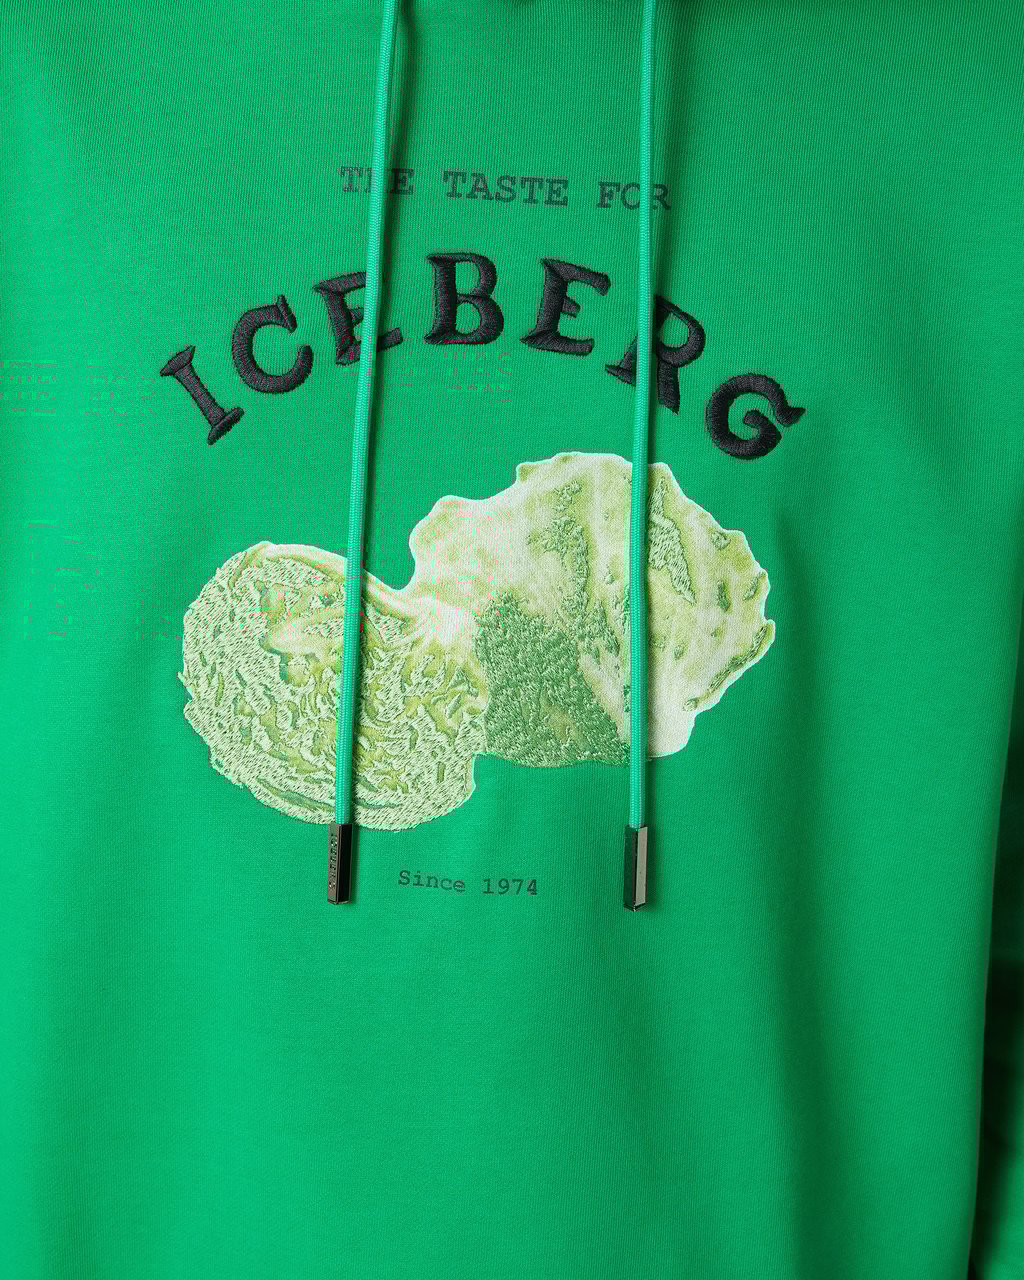 THE TASTE FOR
ICEBERG
Since 1974